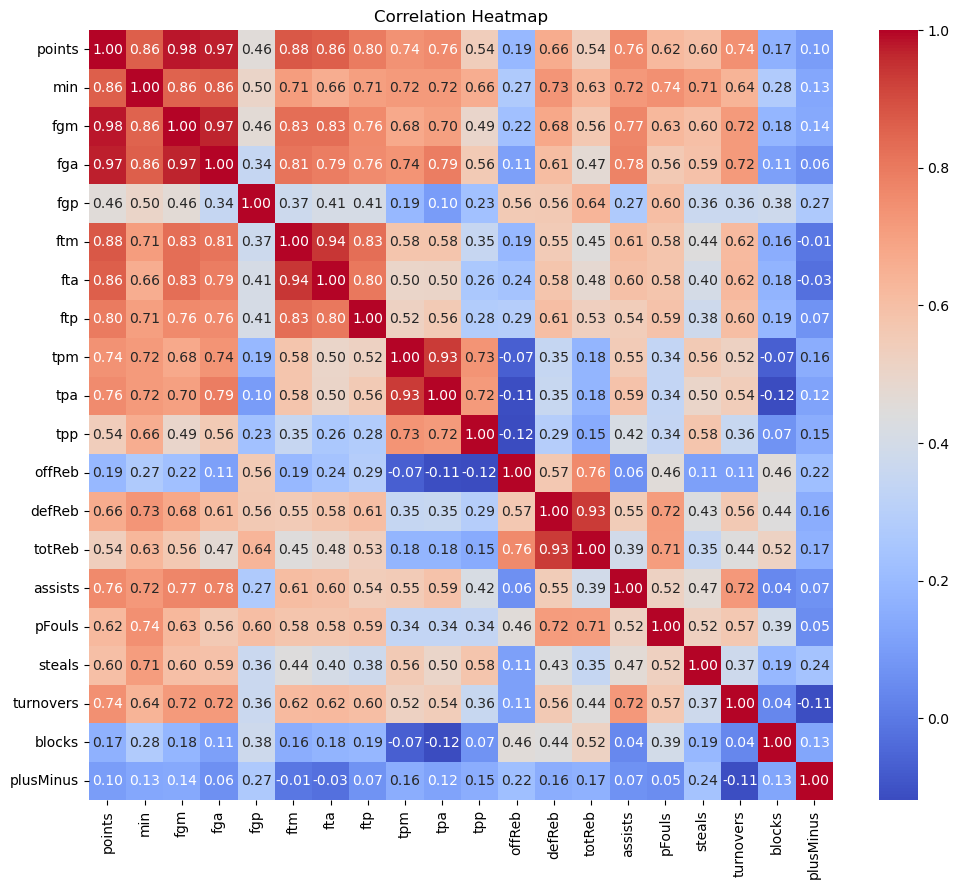 Correlation Heatmap
points 1.00 0.86 0.98 0.97 0.46 0.88 0.86 0.80 0.74 0.76 0.54 0.19 0.66 0.54 0.76 0.62 0.60 0.74 0.17 0.10
min 0.86 1.00 0.86 0.86 0.50 0.71 0.66 0.71 0.72 0.72 0.66 0.27 0.73 0.63 0.72 0.74 0.71 0.64 0.28 0.13
fgm 0.98 0.86 1.00 0.97 0.46 0.83 0.83 0.76 0.68 0.70 0.49 0.22 0.68 0.56 0.77 0.63 0.60 0.72 0.18 0.14
fga 0.97 0.86 0.97 1.00 0.34 0.81 0.79 0.76 0.74 0.79 0.56 0.11 0.61 0.47 0.78 0.56 0.59 0.72 0.11 0.06
fgp 0.46 0.50 0.46 0.34 1.00 0.37 0.41 0.41 0.19 0.10 0.23 0.56 0.56 0.64 0.27 0.60 0.36 0.36 0.38 0.27
ftm 0.88 0.71 0.83 0.81 0.37 1.00 0.94 0.83 0.58 0.58 0.35 0.19 0.55 0.45 0.61 0.58 0.44 0.62 0.16 -0.01
fta 0.86 0.66 0.83 0.79 0.41 0.94 1.00 0.80 0.50 0.50 0.26 0.24 0.58 0.48 0.60 0.58 0.40 0.62 0.18 -0.03
ftp 0.80 0.71 0.76 0.76 0.41 0.83 0.80 1.00 0.52 0.56 0.28 0.29 0.61 0.53 0.54 0.59 0.38 0.60 0.19 0.07
tpm 0.74 0.72 0.68 0.74 0.19 0.58 0.50 0.52 1.00 0.93 0.73 -0.07 0.35 0.18 0.55 0.34 0.56 0.52 -0.07 0.16
tpa 0.76 0.72 0.70 0.79 0.10 0.58 0.50 0.56 0.93 1.00 0.72 -0.11 0.35 0.18 0.59 0.34 0.50 0.54 -0.12 0.12
tpp 0.54 0.66 0.49 0.56 0.23 0.35 0.26 0.28 0.73 0.72 1.00 -0.12 0.29 0.15 0.42 0.34 0.58 0.36 0.07 0.15
offReb 0.19 0.27 0.22 0.11 0.56 0.19 0.24 0.29 -0.07 -0.11 -0.12 1.00 0.57 0.76 0.06 0.46 0.11 0.11 0.46 0.22
defReb 0.66 0.73 0.68 0.61 0.56 0.55 0.58 0.61 0.35 0.35 0.29 0.57 1.00 0.93 0.55 0.72 0.43 0.56 0.44 0.16
totReb 0.54 0.63 0.56 0.47 0.64 0.45 0.48 0.53 0.18 0.18 0.15 0.76 0.93 1.00 0.39 0.71 0.35 0.44 0.52 0.17
assists 0.76 0.72 0.77 0.78 0.27 0.61 0.60 0.54 0.55 0.59 0.42 0.06 0.55 0.39 1.00 0.52 0.47 0.72 0.04 0.07
pFouls 0.62 0.74 0.63 0.56 0.60 0.58 0.58 0.59 0.34 0.34 0.34 0.46 0.72 0.71 0.52 1.00 0.52 0.57 0.39 0.05
steals 0.60 0.71 0.60 0.59 0.36 0.44 0.40 0.38 0.56 0.50 0.58 0.11 0.43 0.35 0.47 0.52 1.00 0.37 0.19 0.24
turnovers 0.74 0.64 0.72 0.72 0.36 0.62 0.62 0.60 0.52 0.54 0.36 0.11 0.56 0.44 0.72 0.57 0.37 1.00 0.04 -0.11
blocks 0.17 0.28 0.18 0.11 0.38 0.16 0.18 0.19 -0.07 -0.12 0.07 0.46 0.44 0.52 0.04 0.39 0.19 0.04 1.00 0.13
plusMinus 0.10 0.13 0.14 0.06 0.27 -0.01 -0.03 0.07 0.16 0.12 0.15 0.22 0.16 0.17 0.07 0.05 0.24 -0.11 0.13 1.00
points min fgm fga fgp ftm fta ftp tpm tpa tpp offReb defReb totReb assists pFouls steals turnovers blocks plusMinus
1.0
0.8
0.6
0.4
0.2
0.0